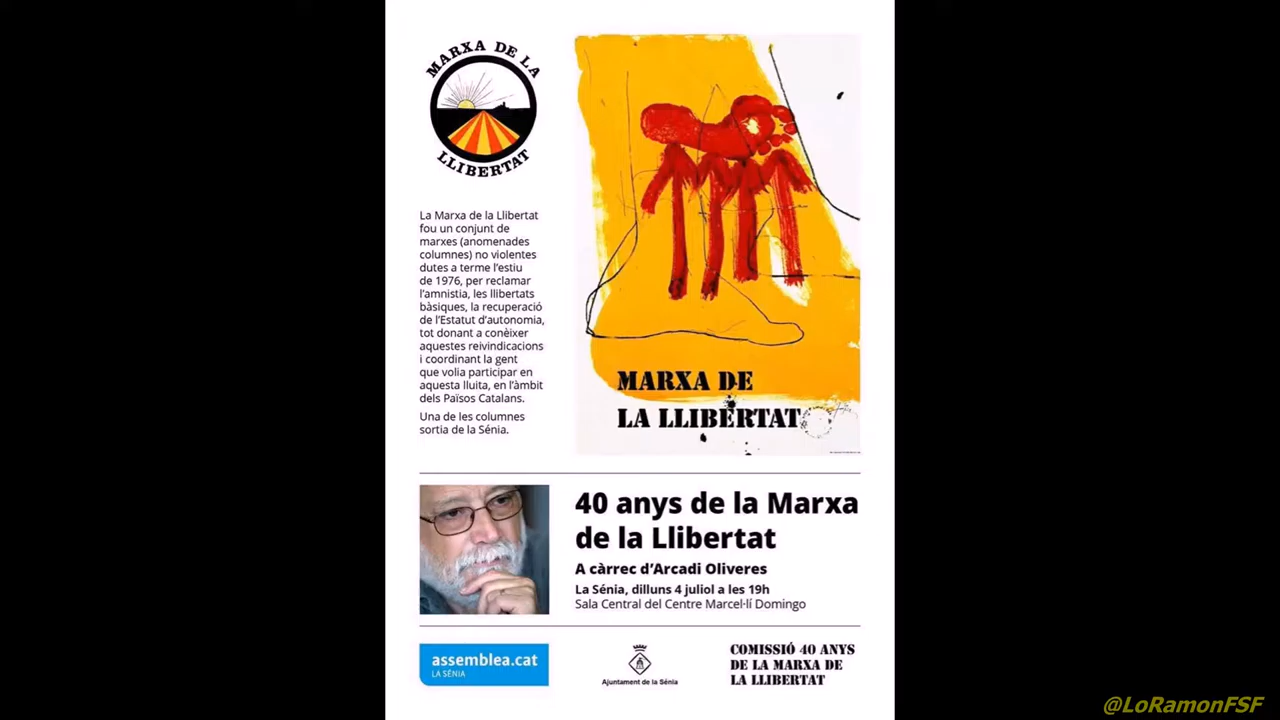 MARXA DE LA
LLIBERTAT
La Marxa de la Llibertat
fou un conjunt de
marxes (anomenades
columnes) no violentes
dutes a terme l'estiu
de 1976, per reclamar
l'amnistia, les llibertats
bàsiques, la recuperació
de l'Estatut d'autonomia,
tot donant a conèixer
aquestes reivindicacions
i coordinant la gent
que volia participar en
aquesta lluita, en l'àmbit
dels Països Catalans.
Una de les columnes
sortia de la Sénia.
MARXA DE
LA LLIBERTAT
40 anys de la Marxa
de la Llibertat
A càrrec d'Arcadi Oliveres
La Sénia, dilluns 4 juliol a les 19h
Sala Central del Centre Marcel·lí Domingo
assemblea.cat
LA SÉNIA
Ajuntament de la Sénia
COMISSIÓ 40 ANYS
DE LA MARXA DE
LA LLIBERTAT
@LoRamonFSF